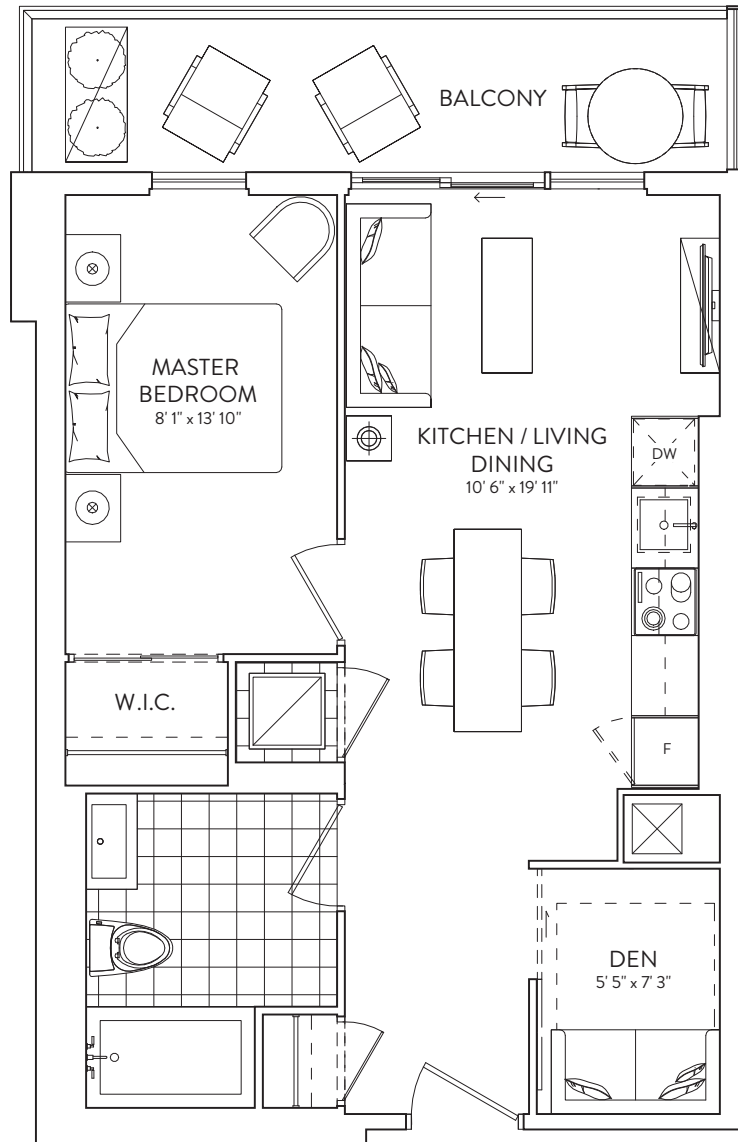 BALCONY
MASTER
BEDROOM
8' 1" x 13' 10"
KITCHEN / LIVING
DINING
10' 6" x 19' 11"
DW
W.I.C.
F
DEN
5' 5" x 7' 3"